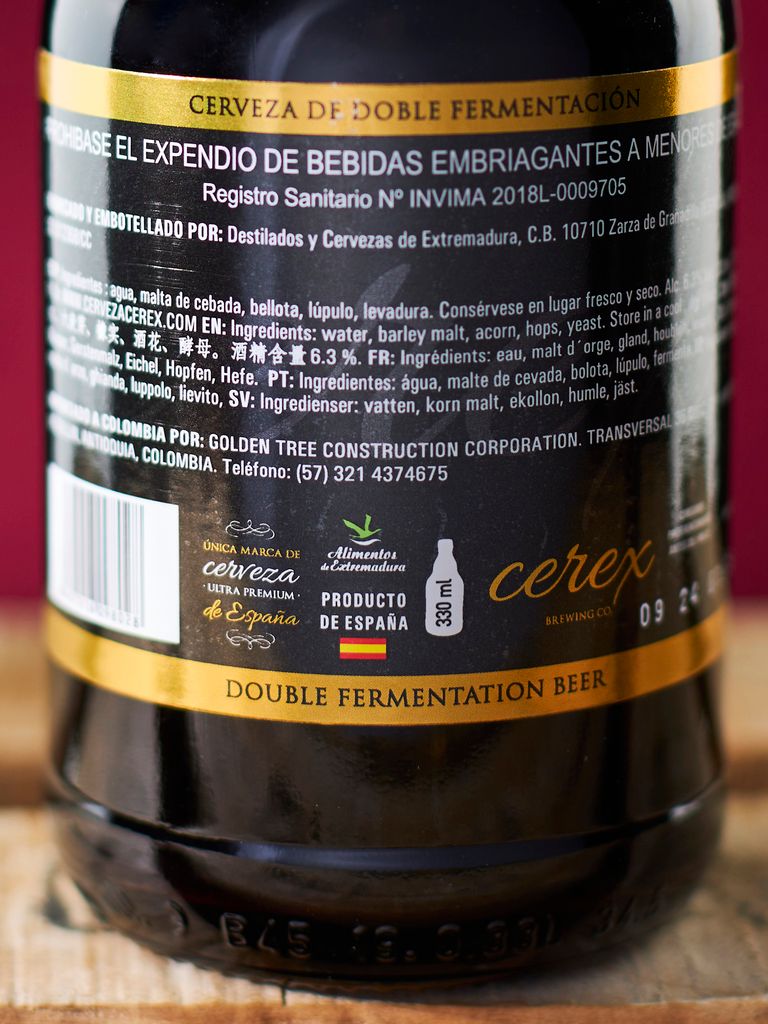 CERVEZA DE DOBLE FERMENTACIÓN
EL EXPENDIO DE BEBIDAS EMBRIAGANTES A MENORES
Registro Sanitario Nº INVIMA 2018L-0009705
Y EMBOTELLADO POR: Destilados y Cervezas de Extremadura, C.B. 10710 Zarza de
: agua, malta de cebada, bellota, lúpulo, levadura. Consérvese en lugar fresco y seco. Alc.
WWW.CERVEZACEREX.COM EN: Ingredients: water, barley malt, acorn, hops, yeast. Store in a cool
酒花、酵母。酒精含量 6.3 %. FR: Ingrédients: eau, malt d´orge, gland,
Gerstenmalz, Eichel, Hopfen, Hefe. PT: Ingredientes: água, malte de cevada, bolota, lúpulo,
ghianda, luppolo, lievito, SV: Ingredienser: vatten, korn malt, ekollon, humle, jäst.
A COLOMBIA POR: GOLDEN TREE CONSTRUCTION CORPORATION. TRANSVERSAL
ANTIOQUIA, COLOMBIA. Teléfono: (57) 321 4374675
ÚNICA MARCA DE
cerveza
· ULTRA PREMIUM ·
de España
Alimentos
de Extremadura
PRODUCTO
DE ESPAÑA
330 ml
cerex
BREWING CO.
09 24
DOUBLE FERMENTATION BEER
B45 19. 0.33L